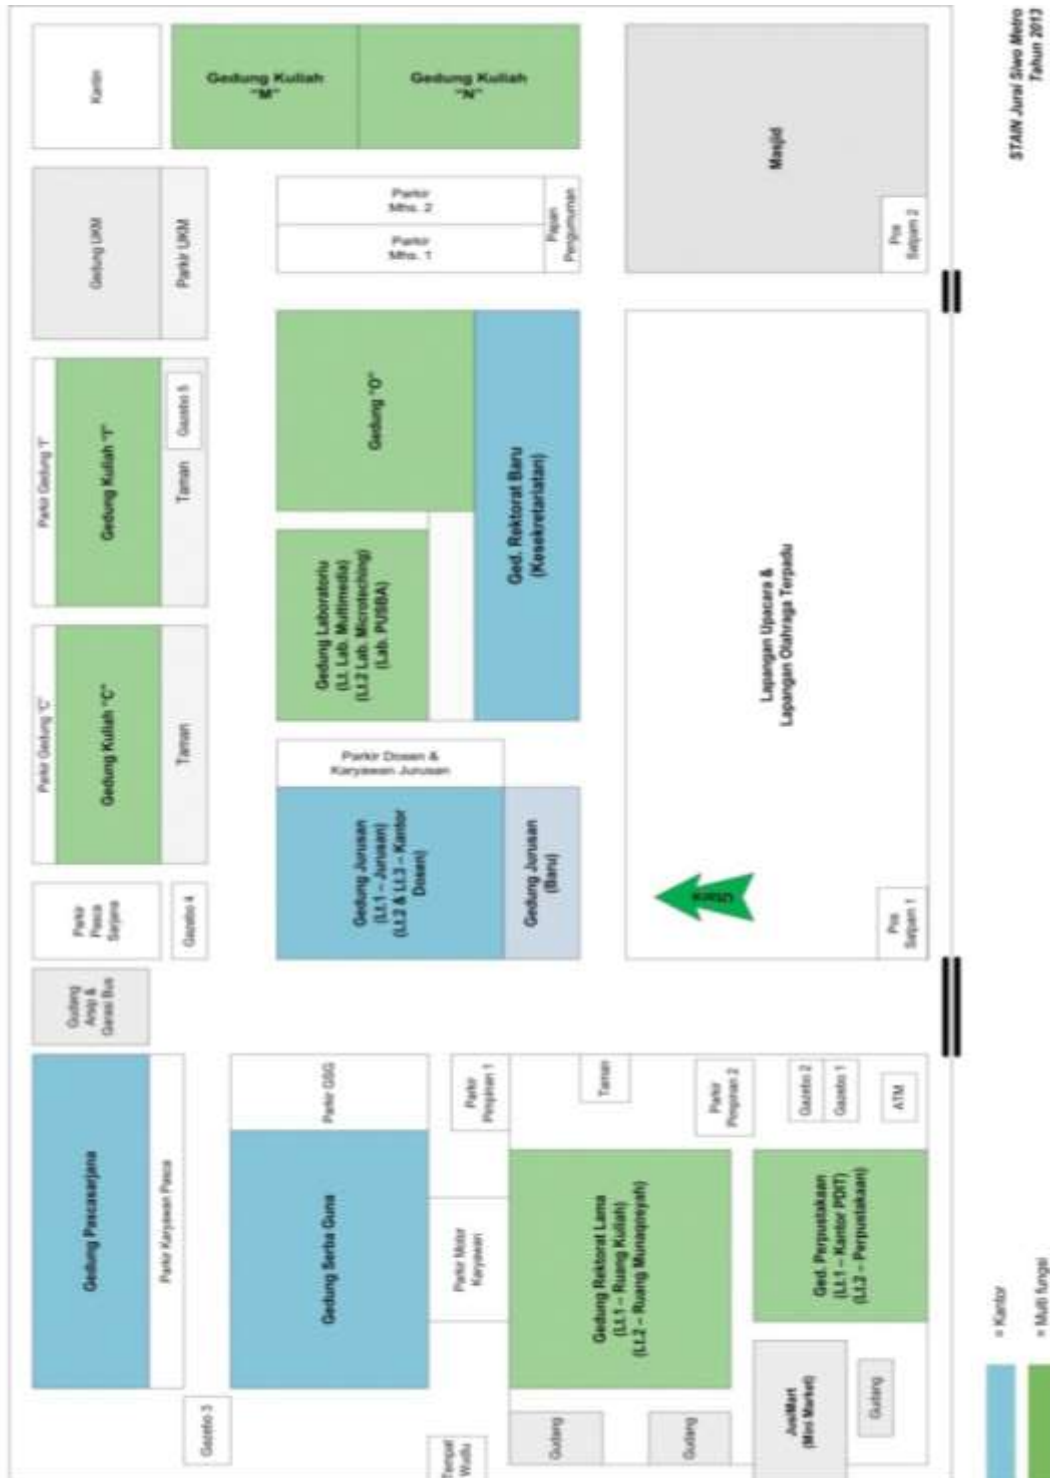 STAIN Jurai Siwo Metro
Tahun 2013
Kantin
Gedung Kuliah
"M"
Gedung Kuliah
"N"
Masjid
Pos
Satpam 2
Gedung UKM
Parkir UKM
Parkir
Mhs. 2
Parkir
Mhs. 1
Papan
Pengumuman
Parkir Gedung "I"
Gedung Kuliah "I"
Gazebo 5
Taman
Gedung "O"
Ged. Rektorat Baru
(Kesekretariatan)
Gedung Laboratoriu
(Lt. Lab. Multimedia)
(Lt.2 Lab. Microteching)
(Lab. PUSBA)
Lapangan Upacara &
Lapangan Olahraga Terpadu
Parkir Gedung "C"
Gedung Kuliah "C"
Taman
Parkir Dosen &
Karyawan Jurusan
Gedung Jurusan
(Lt.1 – Jurusan)
(Lt.2 & Lt.3 – Kantor
Dosen)
Gedung Jurusan
(Baru)
Utara
Pos
Satpam 1
Parkir
Pasca
Sarjana
Gazebo 4
Gudang
Arsip &
Garasi Bus
Gedung Pascasarjana
Parkir Karyawan Pasca
Parkir GSG
Gedung Serba Guna
Parkir
Pimpinan 1
Parkir Motor
Karyawan
Taman
Parkir
Pimpinan 2
Gazebo 2
Gazebo 1
ATM
Gedung Rektorat Lama
(Lt.1 – Ruang Kuliah)
(Lt.2 – Ruang Munaqosyah)
Ged. Perpustakaan
(Lt.1 – Kantor PDIT)
(Lt.2 – Perpustakaan)
Gazebo 3
Tempat
Wudlu
Gudang
Gudang
JusiMart
(Mini Market)
Gudang
= Kantor
= Multi fungsi